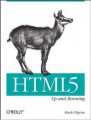 HTML5
Up and Running
O'REILLY
Mark Pilgrim